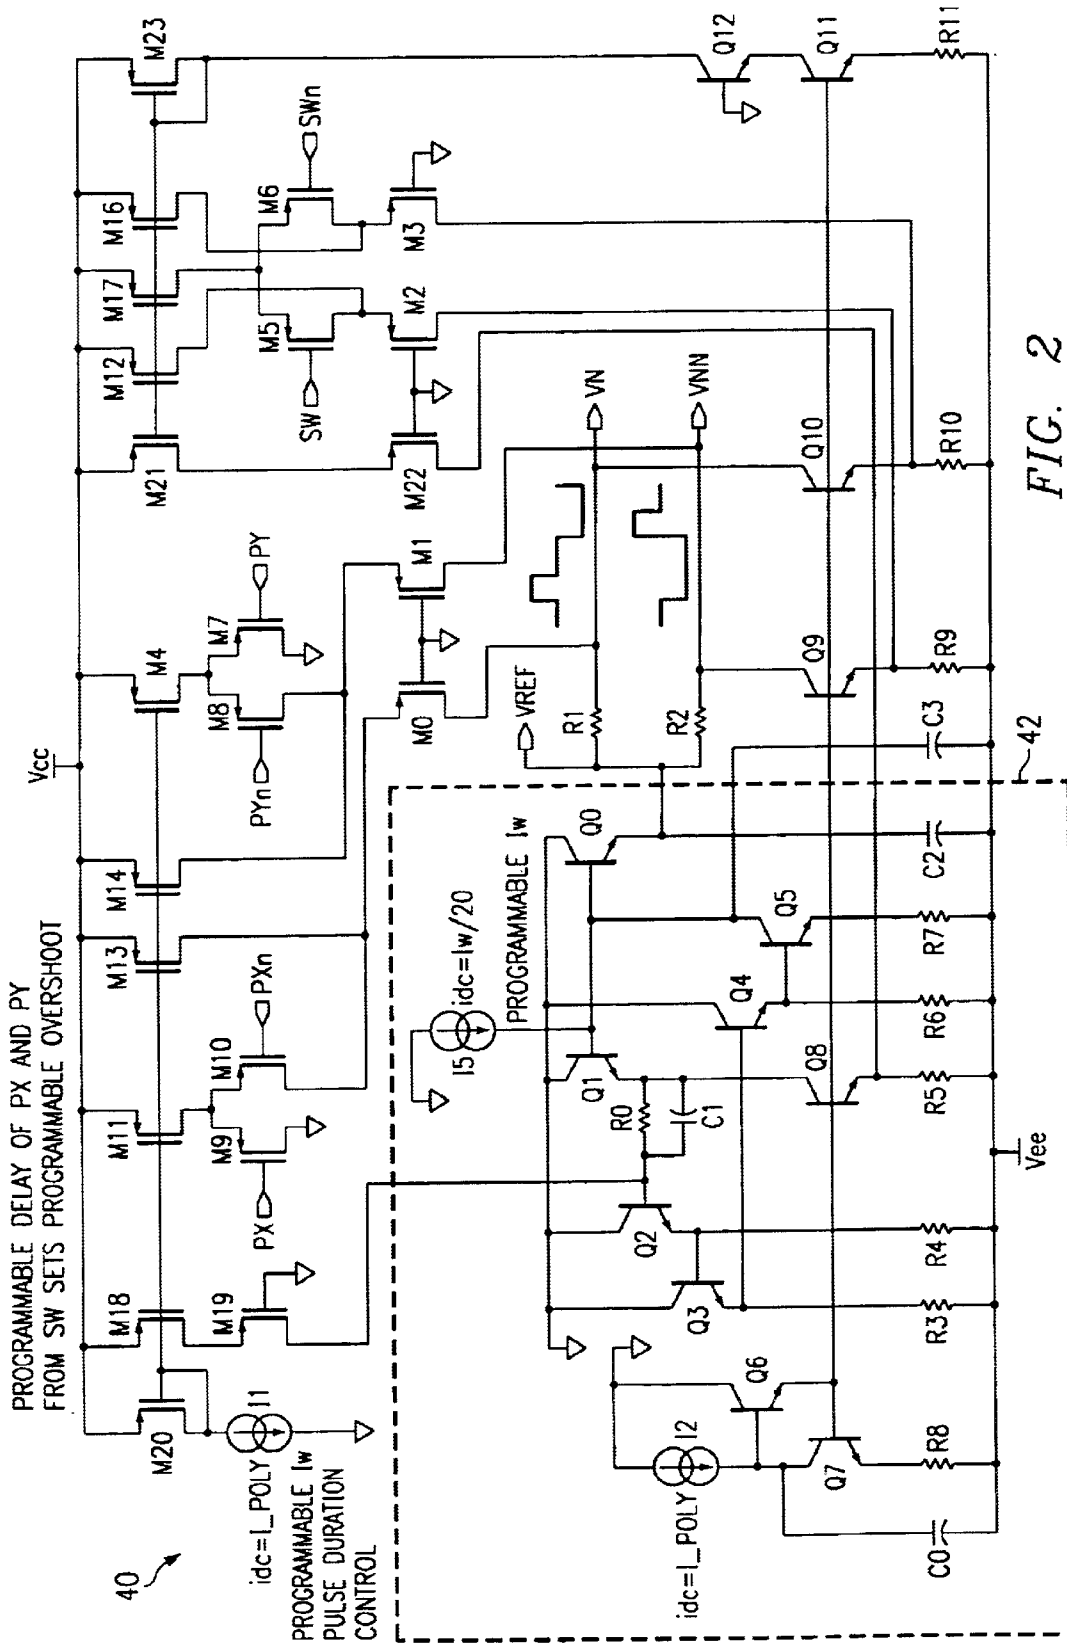 PROGRAMMABLE DELAY OF PX AND PY
FROM SW SETS PROGRAMMABLE OVERSHOOT
40
Vcc
M20
M18
M19
M11
M9
M10
PX
PXn
M13
M14
M4
M8
M7
PYn
PY
M0
M1
M21
M12
M17
M16
M23
M5
M6
SW
SWn
M22
M2
M3
I1
idc=I_POLY
PROGRAMMABLE Iw
PULSE DURATION
CONTROL
VREF
R1
R2
VN
VNN
Q12
Q11
R11
I5
idc=Iw/20
PROGRAMMABLE Iw
Q1
Q0
R0
C1
Q2
Q3
Q4
Q5
Q6
Q7
Q8
Q9
Q10
I2
idc=I_POLY
C0
R8
R3
R4
R5
R6
R7
C2
C3
R9
R10
Vee
42
FIG. 2